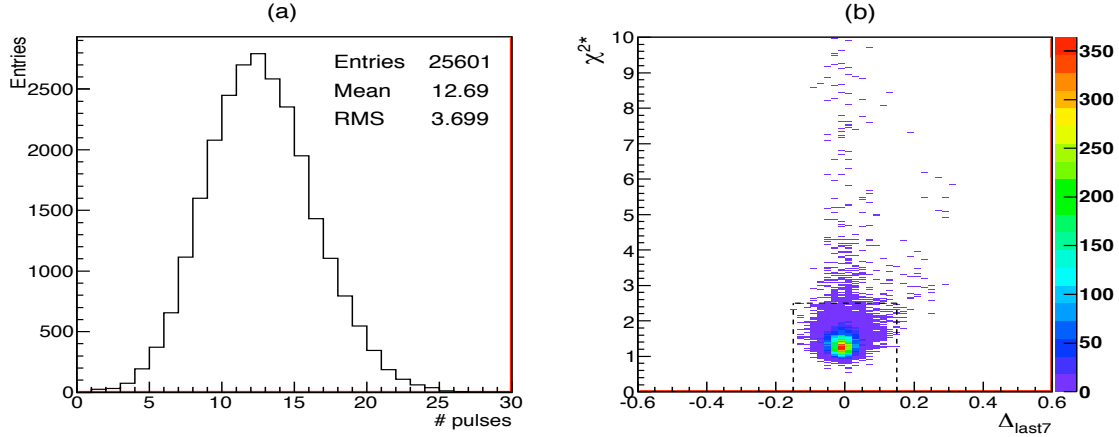 (a)
Entries
Entries 25601
Mean 12.69
RMS 3.699
2500
2000
1500
1000
500
0
0 5 10 15 20 25 30
# pulses
(b)
χ²*
10
9
8
7
6
5
4
3
2
1
0
-0.6 -0.4 -0.2 0 0.2 0.4 0.6
Δlast7
350
300
250
200
150
100
50
0